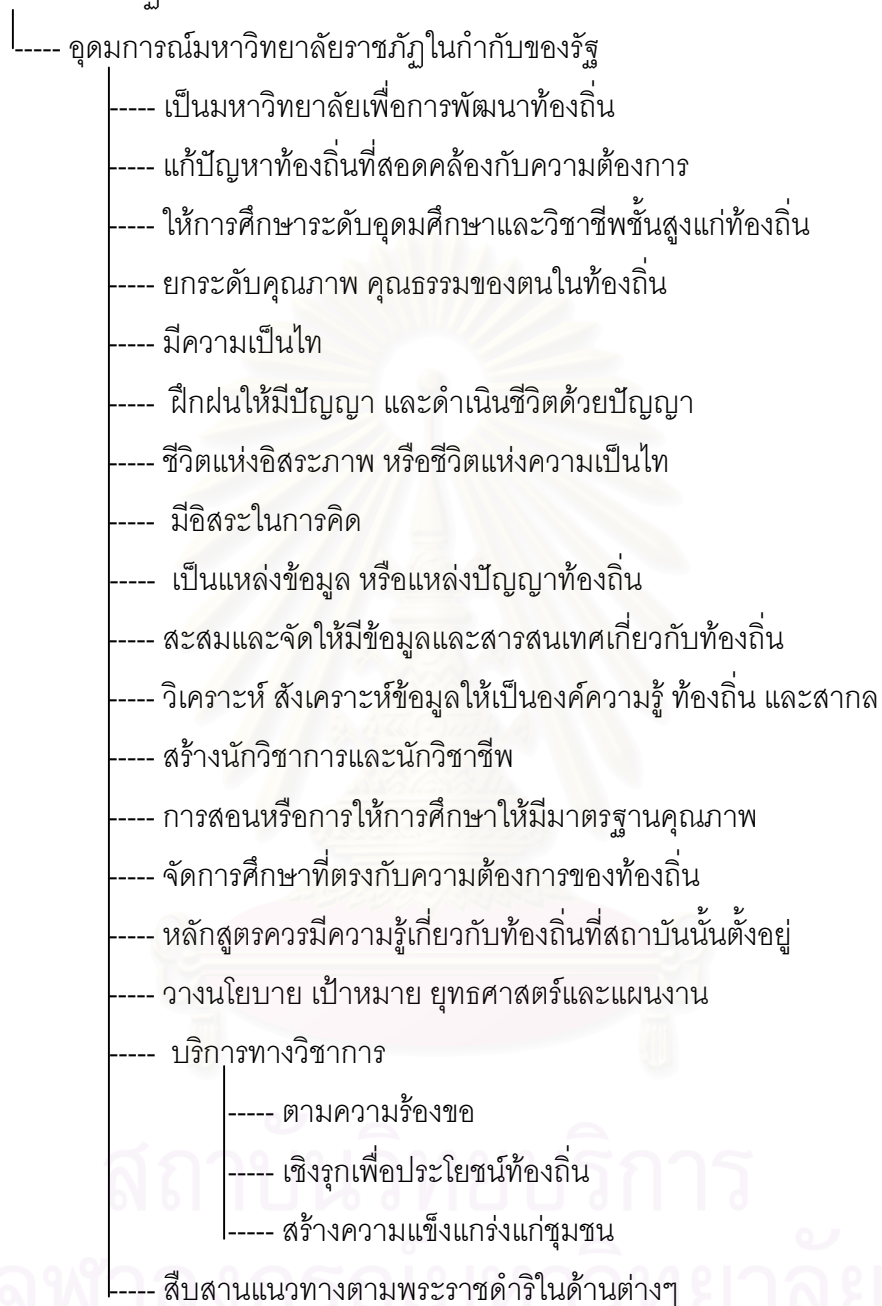 ----- อุดมการณ์มหาวิทยาลัยราชภัฏในกำกับของรัฐ
----- เป็นมหาวิทยาลัยเพื่อการพัฒนาท้องถิ่น
----- แก้ปัญหาท้องถิ่นที่สอดคล้องกับความต้องการ
----- ให้การศึกษาระดับอุดมศึกษาและวิชาชีพชั้นสูงแก่ท้องถิ่น
----- ยกระดับคุณภาพ คุณธรรมของตนในท้องถิ่น
----- มีความเป็นไท
----- ฝึกฝนให้มีปัญญา และดำเนินชีวิตด้วยปัญญา
----- ชีวิตแห่งอิสระภาพ หรือชีวิตแห่งความเป็นไท
----- มีอิสระในการคิด
----- เป็นแหล่งข้อมูล หรือแหล่งปัญญาท้องถิ่น
----- สะสมและจัดให้มีข้อมูลและสารสนเทศเกี่ยวกับท้องถิ่น
----- วิเคราะห์ สังเคราะห์ข้อมูลให้เป็นองค์ความรู้ ท้องถิ่น และสากล
----- สร้างนักวิชาการและนักวิชาชีพ
----- การสอนหรือการให้การศึกษาให้มีมาตรฐานคุณภาพ
----- จัดการศึกษาที่ตรงกับความต้องการของท้องถิ่น
----- หลักสูตรควรมีความรู้เกี่ยวกับท้องถิ่นที่สถาบันนั้นตั้งอยู่
----- วางนโยบาย เป้าหมาย ยุทธศาสตร์และแผนงาน
----- บริการทางวิชาการ
----- ตามความร้องขอ
----- เชิงรุกเพื่อประโยชน์ท้องถิ่น
----- สร้างความแข็งแกร่งแก่ชุมชน
สถาบันวิทยบริการ
----- สืบสานแนวทางตามพระราชดำริในด้านต่างๆ
จุฬาลงกรณ์มหาวิทยาลัย